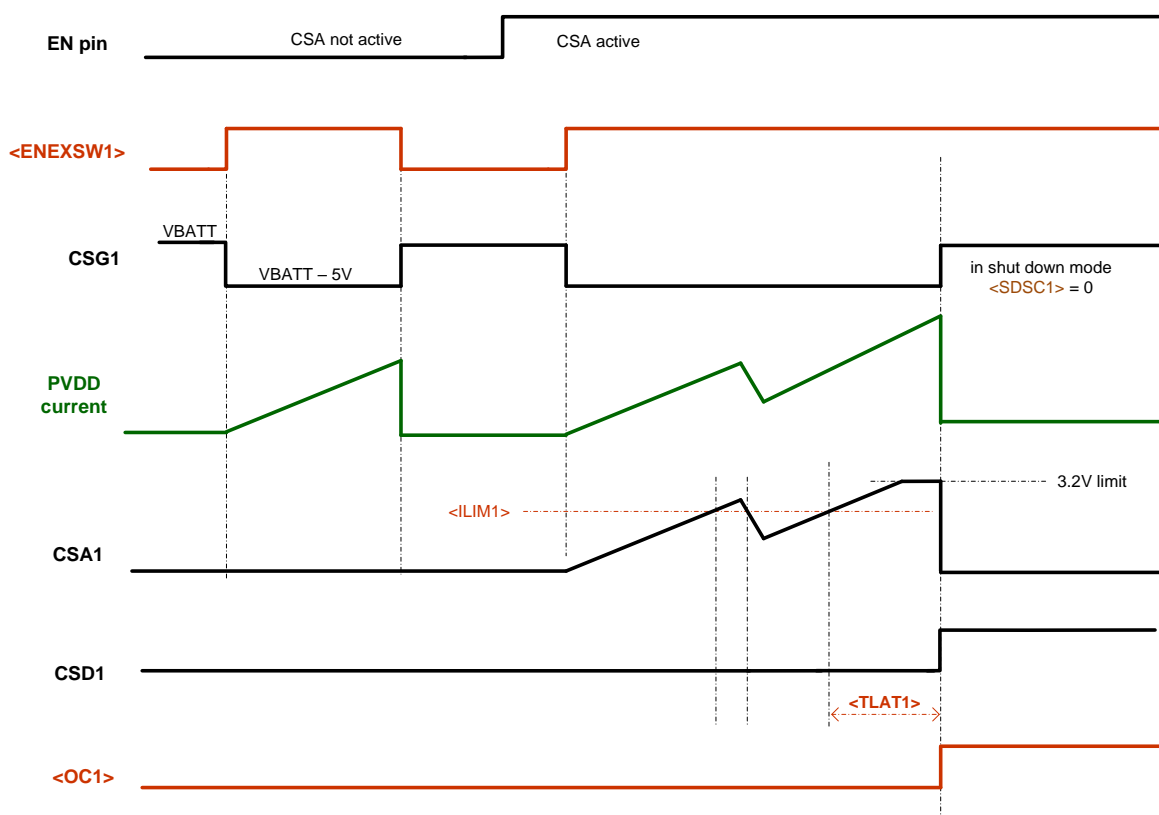 EN pin
CSA not active
CSA active
<ENEXSW1>
VBATT
CSG1
VBATT – 5V
in shut down mode
<SDSC1> = 0
PVDD
current
3.2V limit
<ILIM1>
CSA1
CSD1
<TLAT1>
<OC1>